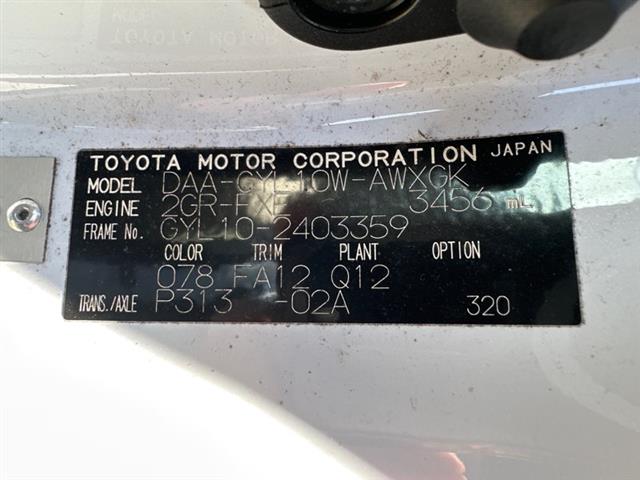 TOYOTA MOTOR CORPORATION JAPAN
MODEL DAA-GYL10W-AWXGK
ENGINE 2GR-FXE 3456 mL
FRAME No. GYL10-2403359
COLOR TRIM PLANT OPTION
078 FA12 Q12
TRANS./AXLE P313 -02A 320